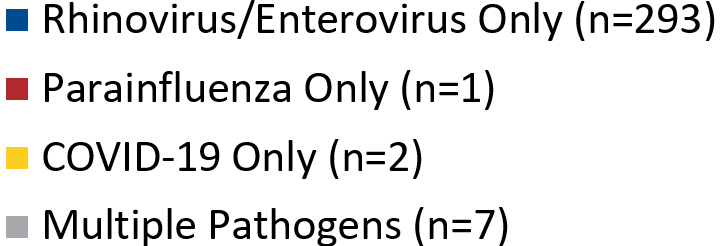 Rhinovirus/Enterovirus Only (n=293)
Parainfluenza Only (n=1)
COVID-19 Only (n=2)
Multiple Pathogens (n=7)